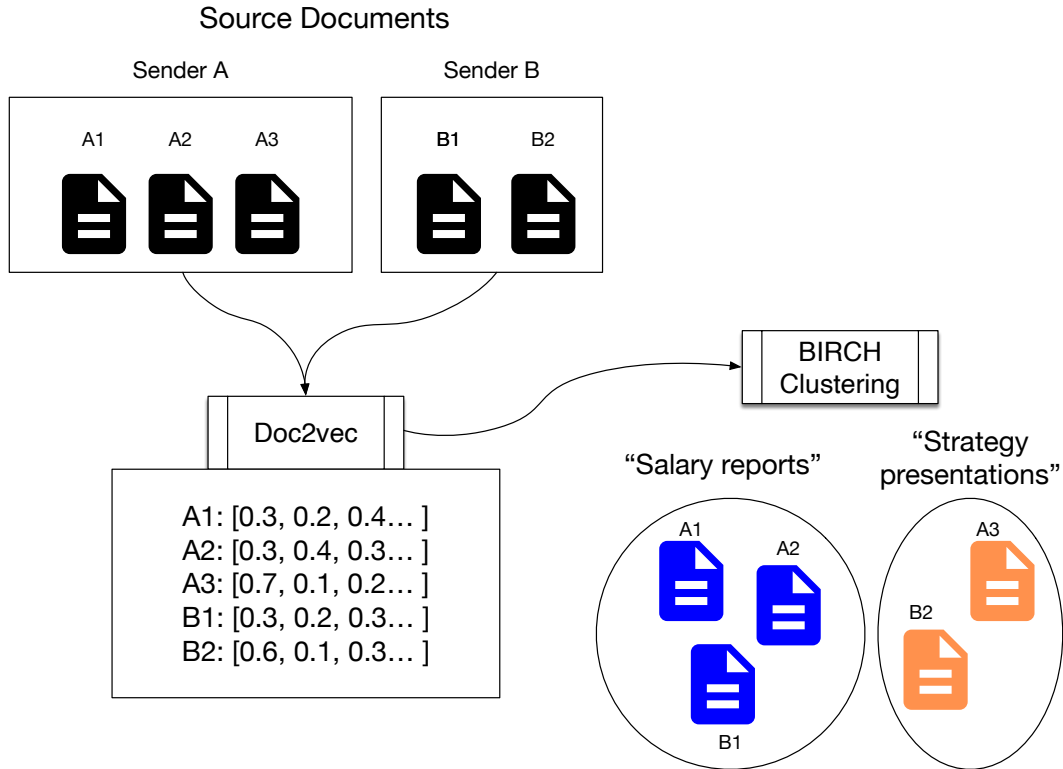 Source Documents
Sender A
Sender B
A1
A2
A3
B1
B2
BIRCH
Clustering
Doc2vec
A1: [0.3, 0.2, 0.4… ]
A2: [0.3, 0.4, 0.3… ]
A3: [0.7, 0.1, 0.2… ]
B1: [0.3, 0.2, 0.3… ]
B2: [0.6, 0.1, 0.3… ]
“Salary reports”
“Strategy
presentations”
A1
A2
B1
A3
B2